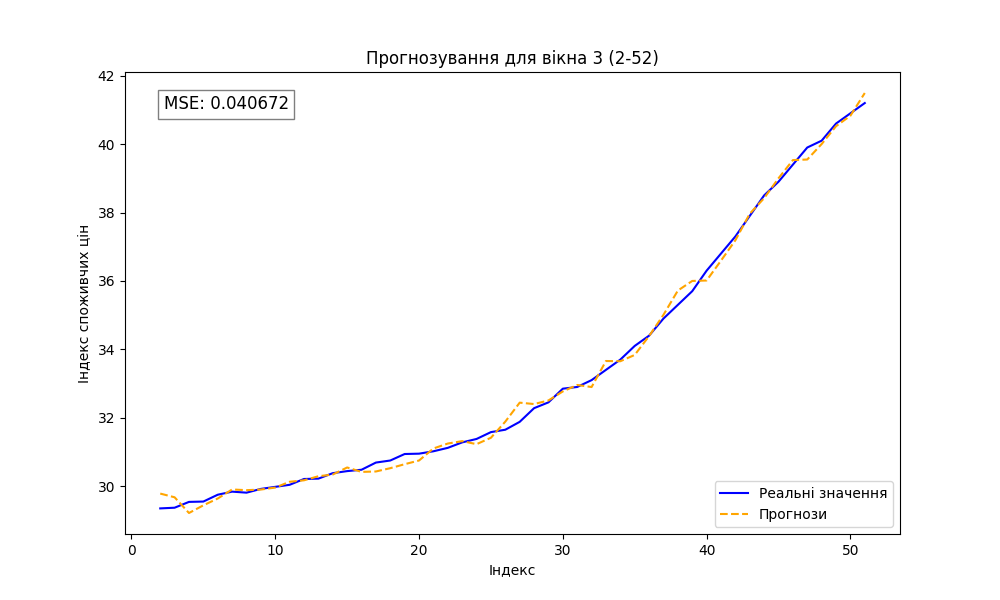 Прогнозування для вікна 3 (2-52)
MSE: 0.040672
Індекс споживчих цін
42
40
38
36
34
32
30
0 10 20 30 40 50
Індекс
Реальні значення
Прогнози